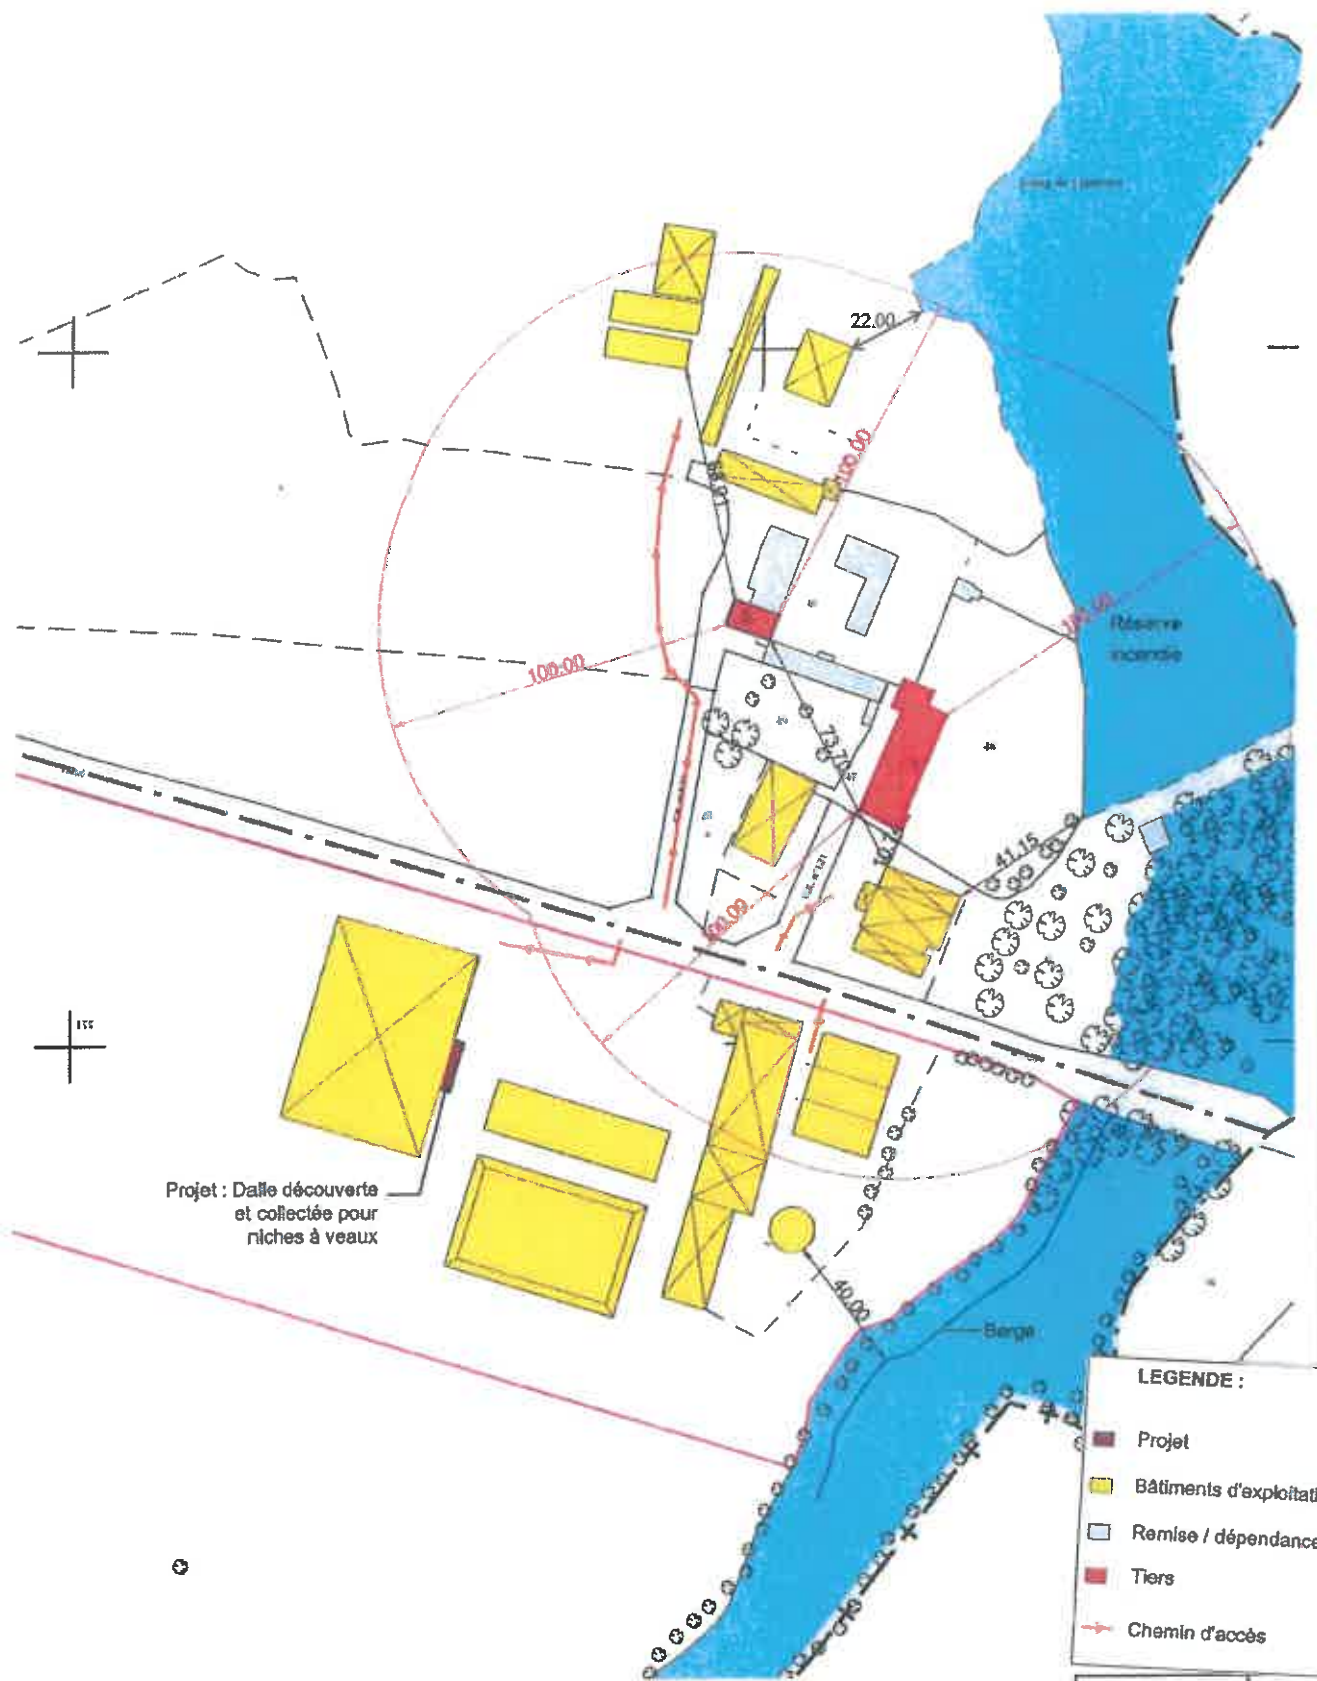 22.00
100.00
100.00
100.00
Réserve
incendie
73.70
41.15
100.00
Projet : Dalle découverte
et collectée pour
niches à veaux
40.00
Berge
LEGENDE :
Projet
Bâtiments d'exploitati
Remise / dépendance
Tiers
Chemin d'accès